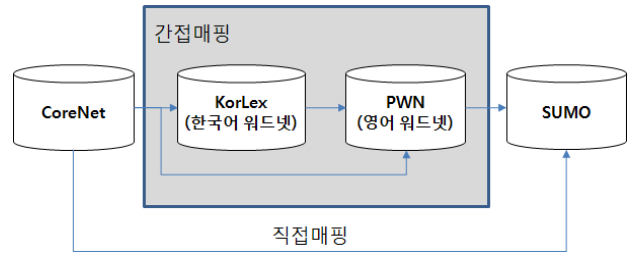 간접매핑
CoreNet
KorLex
(한국어 워드넷)
PWN
(영어 워드넷)
SUMO
직접매핑